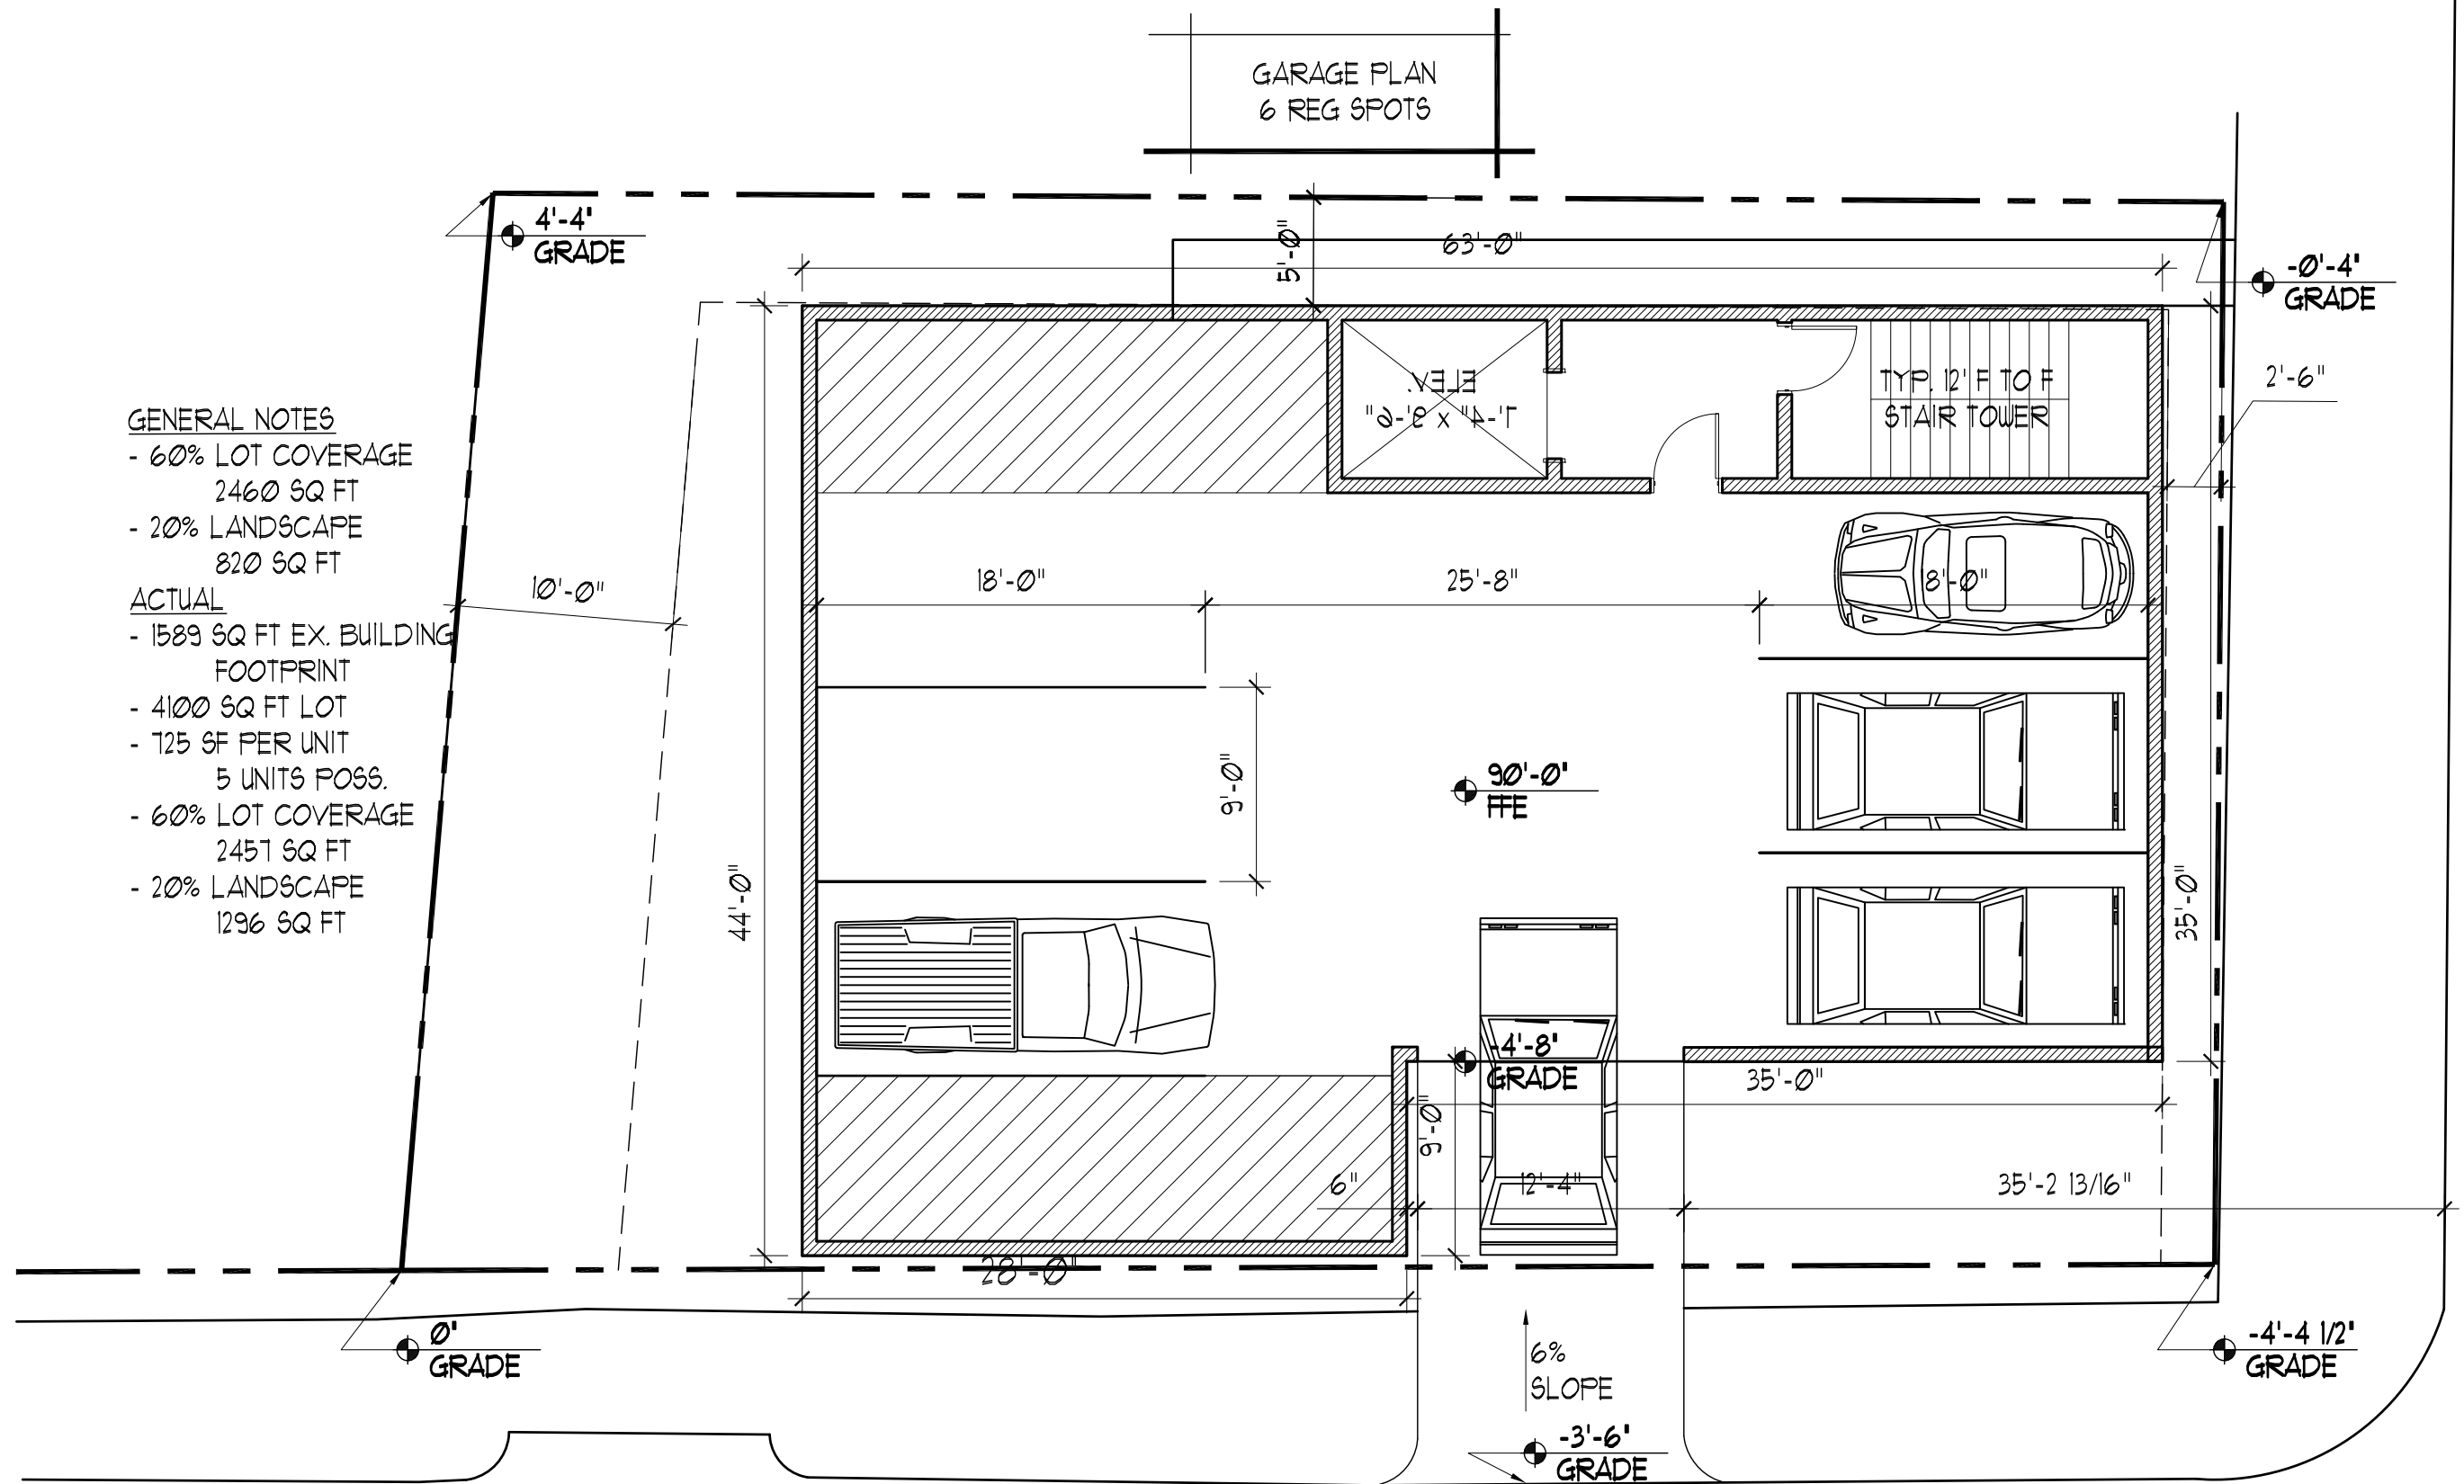 GARAGE PLAN
6 REG SPOTS
4'-4"
GRADE
5'-0"
63'-0"
-0'-4"
GRADE
2'-6"
ELEV.
7'-4" x 9'-0"
TYP. 12' F TO F
STAIR TOWER
GENERAL NOTES
- 60% LOT COVERAGE
2460 SQ FT
- 20% LANDSCAPE
820 SQ FT
ACTUAL
- 1589 SQ FT EX. BUILDING
FOOTPRINT
- 4100 SQ FT LOT
- 725 SF PER UNIT
5 UNITS POSS.
- 60% LOT COVERAGE
2457 SQ FT
- 20% LANDSCAPE
1296 SQ FT
10'-0"
18'-0"
25'-8"
18'-0"
9'-0"
90'-0"
FFE
44'-0"
35'-0"
-4'-8"
GRADE
35'-0"
9'-0"
6"
12'-4"
35'-2 13/16"
28'-0"
0'
GRADE
6%
SLOPE
-4'-4 1/2"
GRADE
-3'-6"
GRADE